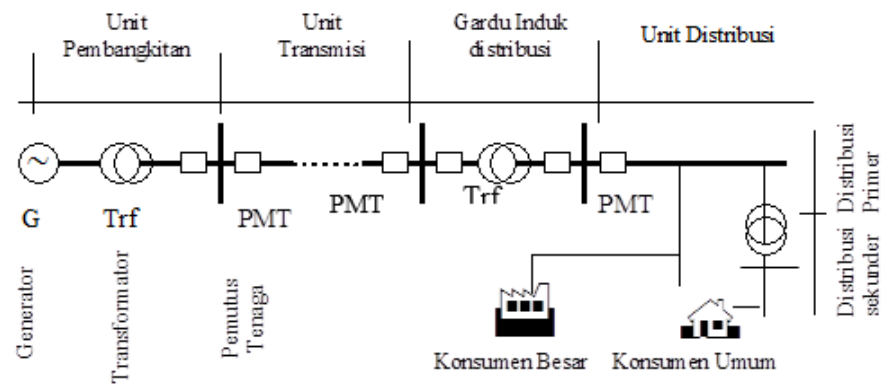 Unit
Pembangkitan
Unit
Transmisi
Gardu Induk
distribusi
Unit Distribusi
~
G
Trf
PMT
PMT
Trf
PMT
Generator
Transformator
Pemutus
Tenaga
Distribusi
Primer
Distribusi
sekunder
Konsumen Besar
Konsumen Umum